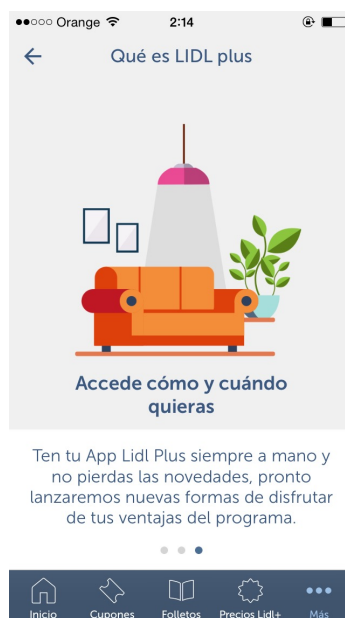 Orange 2:14
Qué es LIDL plus
Accede cómo y cuándo
quieras
Ten tu App Lidl Plus siempre a mano y
no pierdas las novedades, pronto
lanzaremos nuevas formas de disfrutar
de tus ventajas del programa.
Inicio Cupones Folletos Precios Lidl+ Más